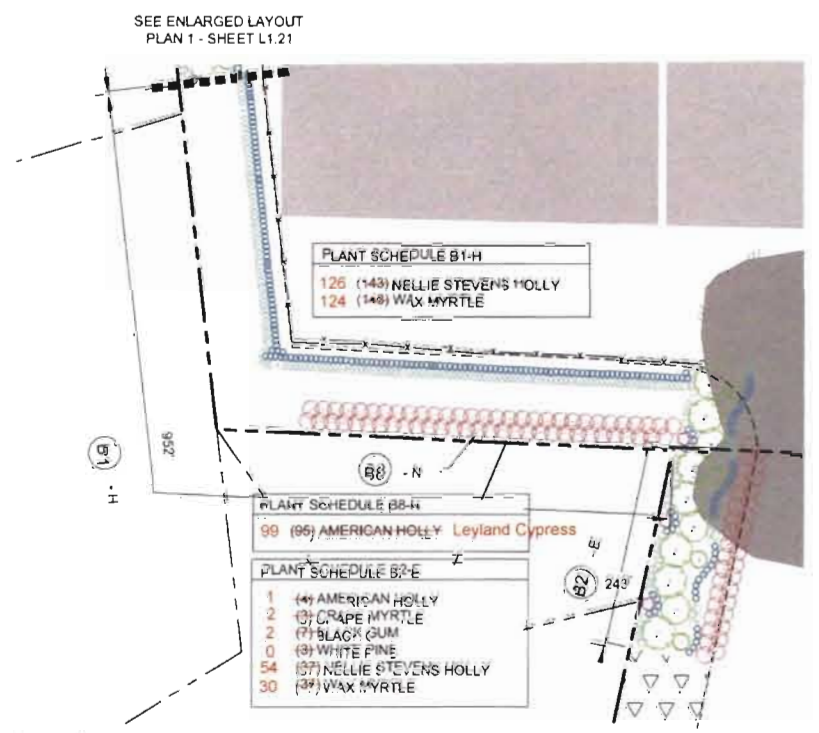 SEE ENLARGED LAYOUT
PLAN 1 - SHEET L1.21
PLANT SCHEDULE B1-H
126 (143) NELLIE STEVENS HOLLY
124 (148) WAX MYRTLE
952'
B1 - H
B8 - N
PLANT SCHEDULE B8-N
99 (95) AMERICAN HOLLY Leyland Cypress
B2 - E
243'
PLANT SCHEDULE B2-E
1 (4) AMERICAN HOLLY
2 (3) CRAPE MYRTLE
2 (7) BLACK GUM
0 (3) WHITE PINE
54 (37) NELLIE STEVENS HOLLY
30 (37) WAX MYRTLE